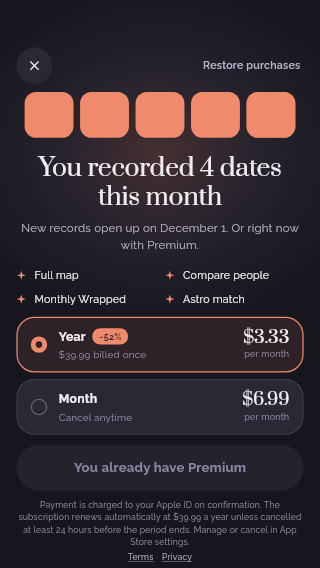 Restore purchases
You recorded 4 dates
this month
New records open up on December 1. Or right now
with Premium.
Full map
Compare people
Monthly Wrapped
Astro match
Year -52%
$39.99 billed once
$3.33
per month
Month
Cancel anytime
$6.99
per month
You already have Premium
Payment is charged to your Apple ID on confirmation. The
subscription renews automatically at $39.99 a year unless cancelled
at least 24 hours before the period ends. Manage or cancel in App
Store settings.
Terms · Privacy